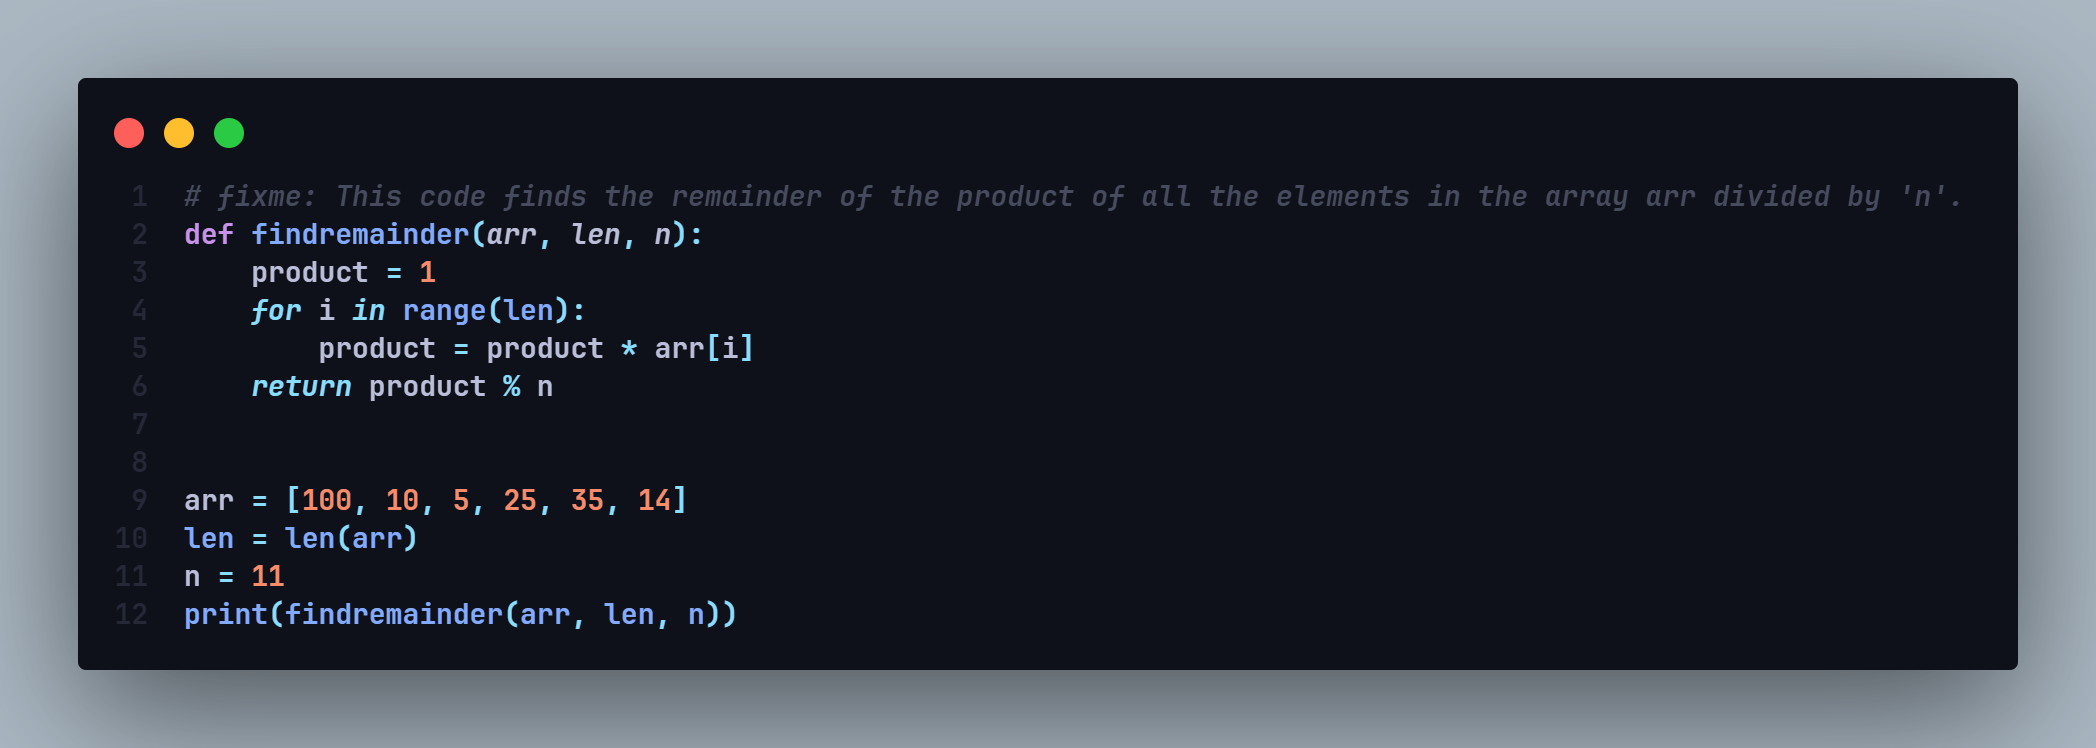 1 # fixme: This code finds the remainder of the product of all the elements in the array arr divided by 'n'.
2 def findremainder(arr, len, n):
3     product = 1
4     for i in range(len):
5         product = product * arr[i]
6     return product % n
7
8
9 arr = [100, 10, 5, 25, 35, 14]
10 len = len(arr)
11 n = 11
12 print(findremainder(arr, len, n))